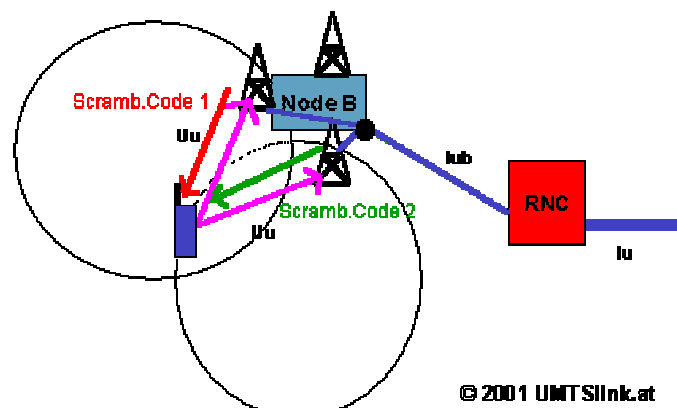 Node B
Scramb.Code 1
Uu
Iub
RNC
Scramb.Code 2
Uu
Iu
© 2001 UMTSlink.at